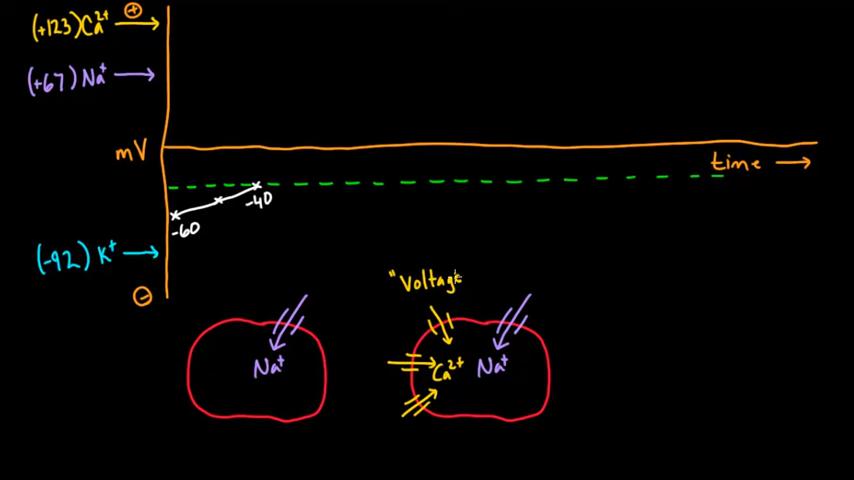 (+123) Ca²⁺ +
(+67) Na⁺
mV
time →
-40
-60
(-92) K⁺
-
"Voltage
Na⁺
Ca²⁺ Na⁺